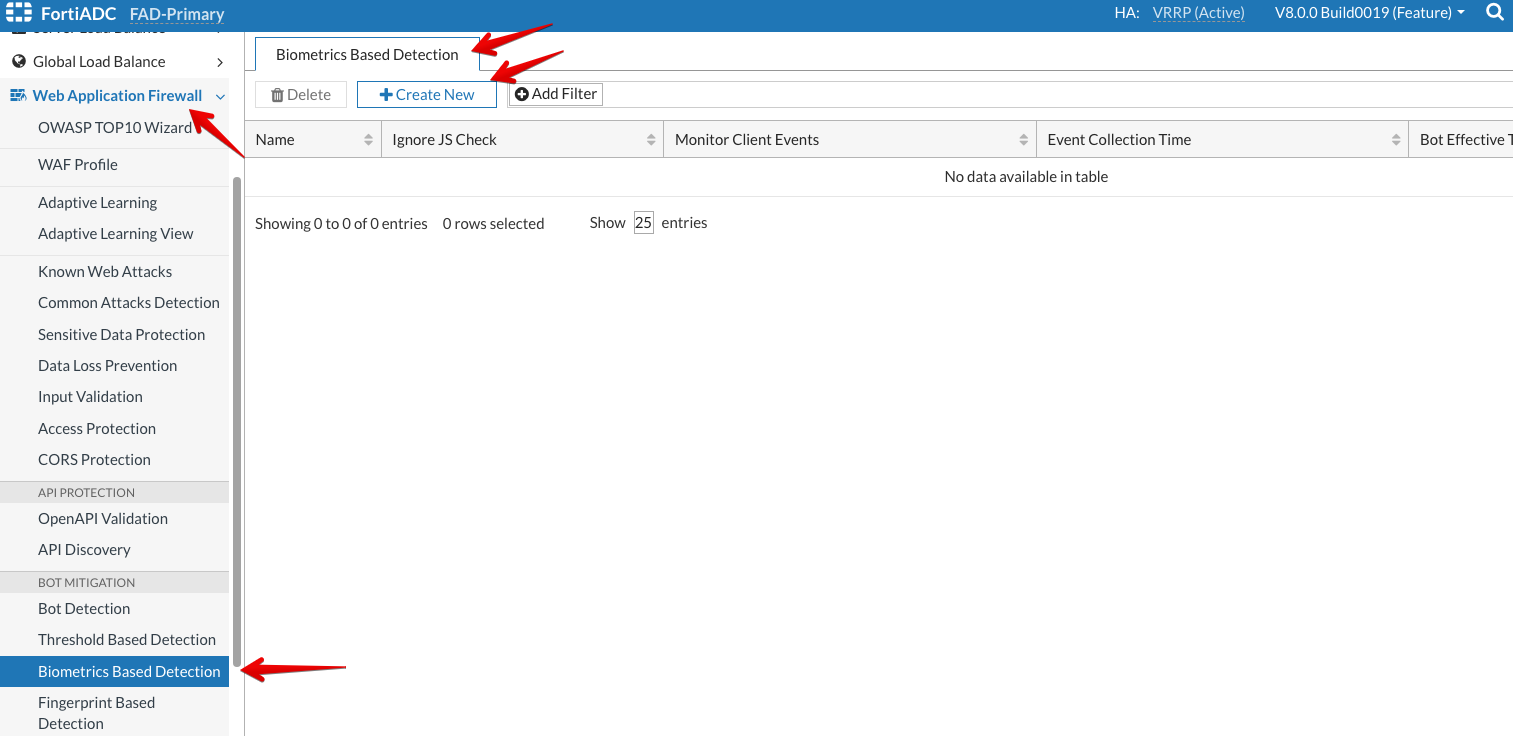 FortiADC FAD-Primary HA: VRRP (Active) V8.0.0 Build0019 (Feature)
Server Load Balance
Global Load Balance
Web Application Firewall
OWASP TOP10 Wizard
WAF Profile
Adaptive Learning
Adaptive Learning View
Known Web Attacks
Common Attacks Detection
Sensitive Data Protection
Data Loss Prevention
Input Validation
Access Protection
CORS Protection
API PROTECTION
OpenAPI Validation
API Discovery
BOT MITIGATION
Bot Detection
Threshold Based Detection
Biometrics Based Detection
Fingerprint Based
Detection
Biometrics Based Detection
Delete Create New Add Filter
Name Ignore JS Check Monitor Client Events Event Collection Time Bot Effective T
No data available in table
Showing 0 to 0 of 0 entries 0 rows selected Show 25 entries